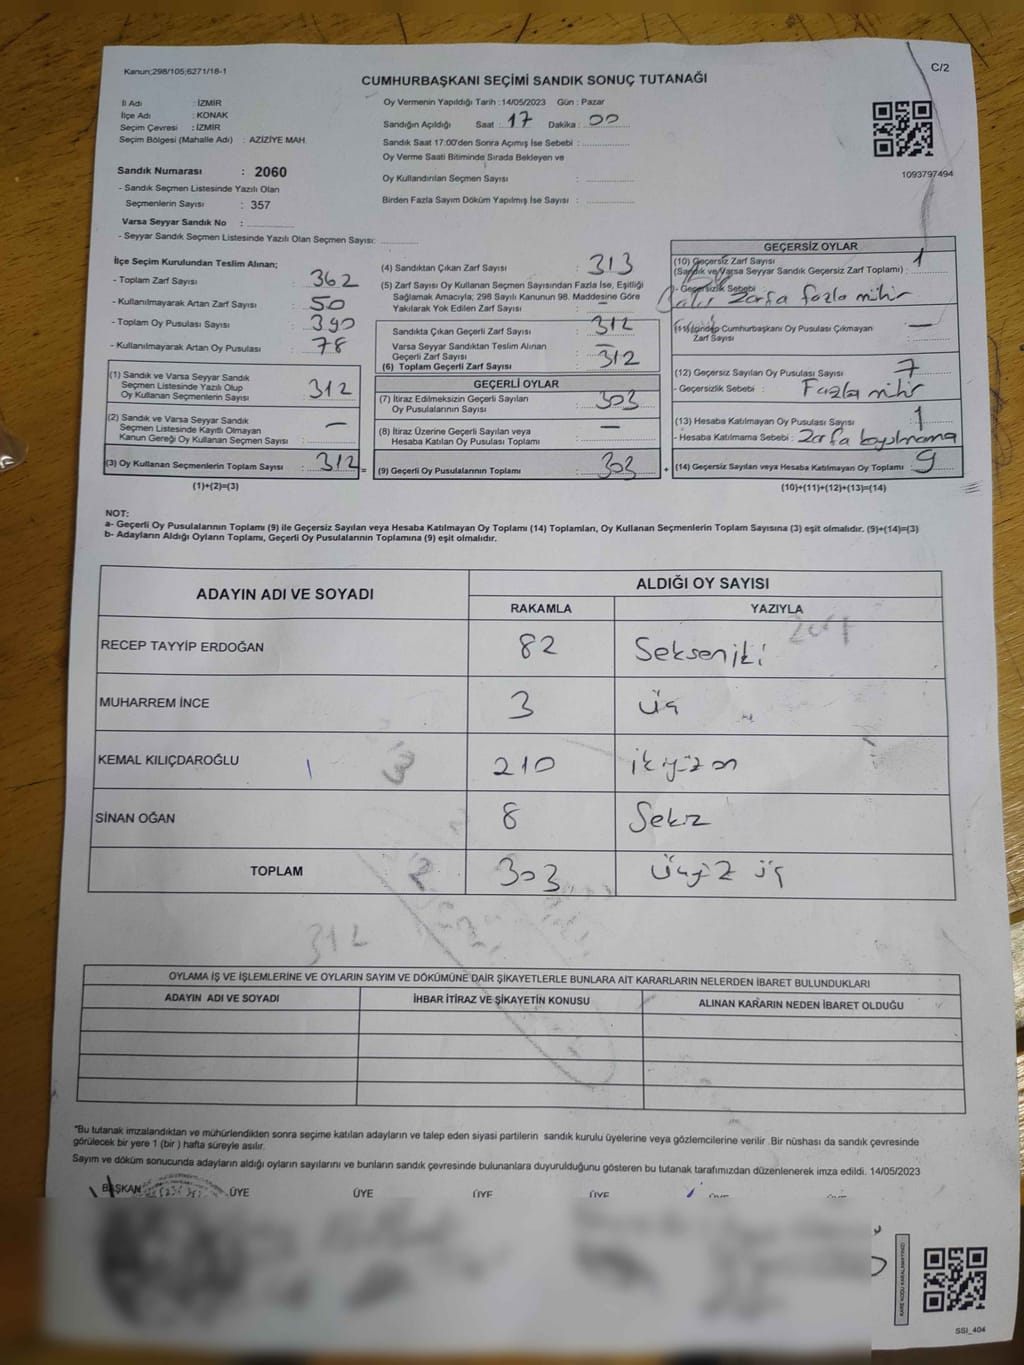 Kanun;298/105;6271/18-1
C/2
CUMHURBAŞKANI SEÇİMİ SANDIK SONUÇ TUTANAĞI
İl Adı : İZMİR
İlçe Adı : KONAK
Seçim Çevresi : İZMİR
Seçim Bölgesi (Mahalle Adı) : AZİZİYE MAH.
Oy Vermenin Yapıldığı Tarih :14/05/2023 Gün : Pazar
Sandığın Açıldığı Saat : 17 Dakika : 00
Sandık Saat 17:00'den Sonra Açımış İse Sebebi :
Oy Verme Saati Bitiminde Sırada Bekleyen ve
Oy Kullandırılan Seçmen Sayısı :
Birden Fazla Sayım Döküm Yapılmış İse Sayısı :
1093797494
Sandık Numarası : 2060
- Sandık Seçmen Listesinde Yazılı Olan
Seçmenlerin Sayısı : 357
Varsa Seyyar Sandık No :
- Seyyar Sandık Seçmen Listesinde Yazılı Olan Seçmen Sayısı:
İlçe Seçim Kurulundan Teslim Alınan;
- Toplam Zarf Sayısı : 362
- Kullanılmayarak Artan Zarf Sayısı : 50
- Toplam Oy Pusulası Sayısı : 390
- Kullanılmayarak Artan Oy Pusulası : 78
(1) Sandık ve Varsa Seyyar Sandık
Seçmen Listesinde Yazılı Olup
Oy Kullanan Seçmenlerin Sayısı : 312
(2) Sandık ve Varsa Seyyar Sandık
Seçmen Listesinde Kayıtlı Olmayan
Kanun Gereği Oy Kullanan Seçmen Sayısı : —
(3) Oy Kullanan Seçmenlerin Toplam Sayısı : 312 =
(1)+(2)=(3)
(4) Sandıktan Çıkan Zarf Sayısı : 313
(5) Zarf Sayısı Oy Kullanan Seçmen Sayısından Fazla İse, Eşitliği
Sağlamak Amacıyla; 298 Sayılı Kanunun 98. Maddesine Göre
Yakılarak Yok Edilen Zarf Sayısı : —
Sandıkta Çıkan Geçerli Zarf Sayısı : 312
Varsa Seyyar Sandıktan Teslim Alınan
Geçerli Zarf Sayısı : —
(6) Toplam Geçerli Zarf Sayısı : 312
GEÇERLİ OYLAR
(7) İtiraz Edilmeksizin Geçerli Sayılan
Oy Pusulalarının Sayısı : 303
(8) İtiraz Üzerine Geçerli Sayılan veya
Hesaba Katılan Oy Pusulası Toplamı : —
(9) Geçerli Oy Pusulalarının Toplamı : 303 +
GEÇERSİZ OYLAR
(10) Geçersiz Zarf Sayısı
(Sandık ve Varsa Seyyar Sandık Geçersiz Zarf Toplamı) : 1
- Geçersizlik Sebebi : Zarfa fazla mühür
(11) İçinden Cumhurbaşkanı Oy Pusulası Çıkmayan
Zarf Sayısı : —
(12) Geçersiz Sayılan Oy Pusulası Sayısı : 7
- Geçersizlik Sebebi : Fazla mühür
(13) Hesaba Katılmayan Oy Pusulası Sayısı : 1
- Hesaba Katılmama Sebebi : Zarfa koyulmama
(14) Geçersiz Sayılan veya Hesaba Katılmayan Oy Toplamı : 9
(10)+(11)+(12)+(13)=(14)
NOT:
a- Geçerli Oy Pusulalarının Toplamı (9) ile Geçersiz Sayılan veya Hesaba Katılmayan Oy Toplamı (14) Toplamları, Oy Kullanan Seçmenlerin Toplam Sayısına (3) eşit olmalıdır. (9)+(14)=(3)
b- Adayların Aldığı Oyların Toplamı, Geçerli Oy Pusulalarının Toplamına (9) eşit olmalıdır.
ADAYIN ADI VE SOYADI
ALDIĞI OY SAYISI
RAKAMLA YAZIYLA
RECEP TAYYİP ERDOĞAN 82 Sekseniki
MUHARREM İNCE 3 Üç
KEMAL KILIÇDAROĞLU 210 ikiyüzon
SİNAN OĞAN 8 Sekiz
TOPLAM 303 Üçyüz üç
312
OYLAMA İŞ VE İŞLEMLERİNE VE OYLARIN SAYIM VE DÖKÜMÜNE DAİR ŞİKAYETLERLE BUNLARA AİT KARARLARIN NELERDEN İBARET BULUNDUKLARI
ADAYIN ADI VE SOYADI İHBAR İTİRAZ VE ŞİKAYETİN KONUSU ALINAN KARARIN NEDEN İBARET OLDUĞU
"Bu tutanak imzalandıktan ve mühürlendikten sonra seçime katılan adayların ve talep eden siyasi partilerin sandık kurulu üyelerine veya gözlemcilerine verilir .Bir nüshası da sandık çevresinde
görülecek bir yere 1 (bir ) hafta süreyle asılır.
Sayım ve döküm sonucunda adayların aldığı oyların sayılarını ve bunların sandık çevresinde bulunanlara duyurulduğunu gösteren bu tutanak tarafımızdan düzenlenerek imza edildi. 14/05/2023
BAŞKAN ÜYE ÜYE ÜYE ÜYE
SSI_404